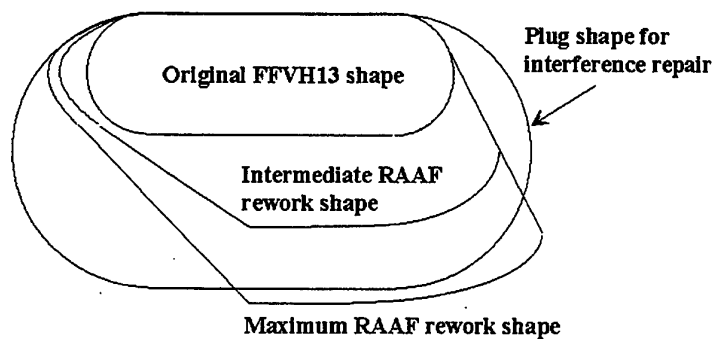 Plug shape for
interference repair
Original FFVH13 shape
Intermediate RAAF
rework shape
Maximum RAAF rework shape